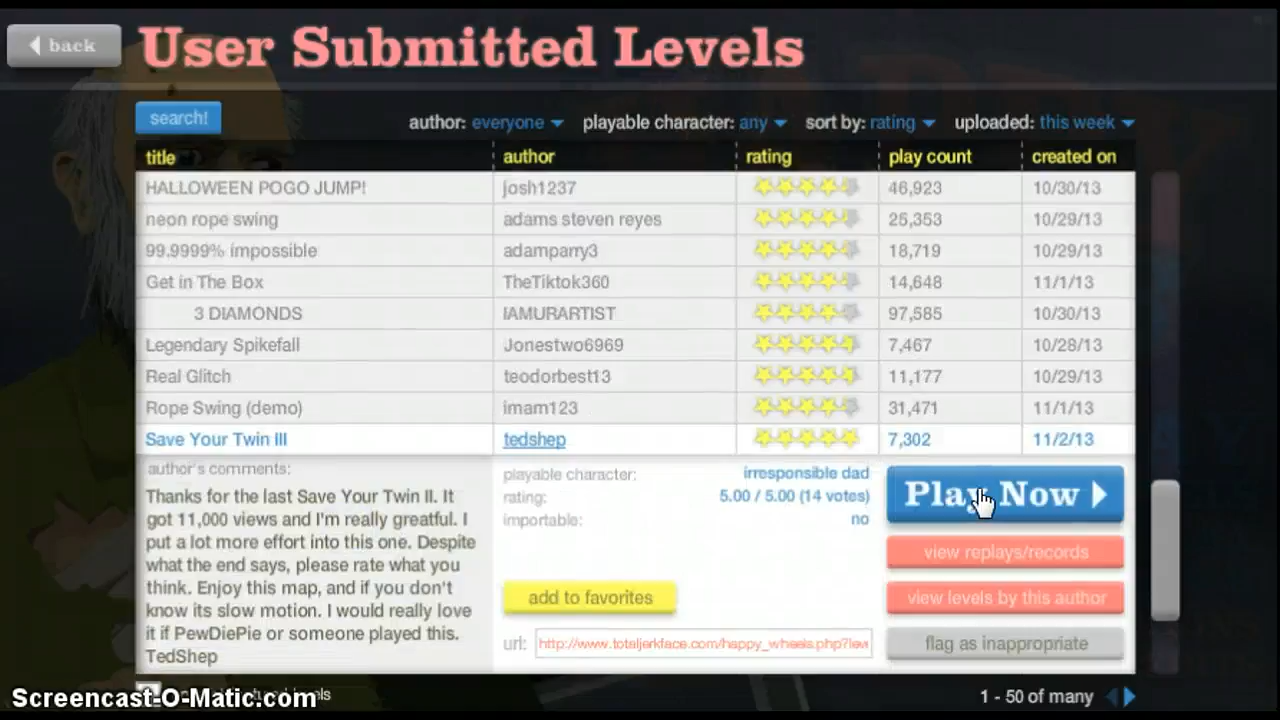 back
User Submitted Levels
search!
author: everyone playable character: any sort by: rating uploaded: this week
title author rating play count created on
HALLOWEEN POGO JUMP! josh1237 46,923 10/30/13
neon rope swing adams steven reyes 25,353 10/29/13
99.9999% impossible adamparry3 18,719 10/29/13
Get in The Box TheTiktok360 14,648 11/1/13
3 DIAMONDS IAMURARTIST 97,585 10/30/13
Legendary Spikefall Jonestwo6969 7,467 10/28/13
Real Glitch teodorbest13 11,177 10/29/13
Rope Swing (demo) imam123 31,471 11/1/13
Save Your Twin III tedshep 7,302 11/2/13
author's comments:
Thanks for the last Save Your Twin II. It
got 11,000 views and I'm really greatful. I
put a lot more effort into this one. Despite
what the end says, please rate what you
think. Enjoy this map, and if you don't
know its slow motion. I would really love
it if PewDiePie or someone played this.
TedShep
playable character: irresponsible dad
rating: 5.00 / 5.00 (14 votes)
importable: no
add to favorites
url: http://www.totaljerkface.com/happy_wheels.php?lev
Play Now
view replays/records
view levels by this author
flag as inappropriate
Screencast-O-Matic.com
1 - 50 of many